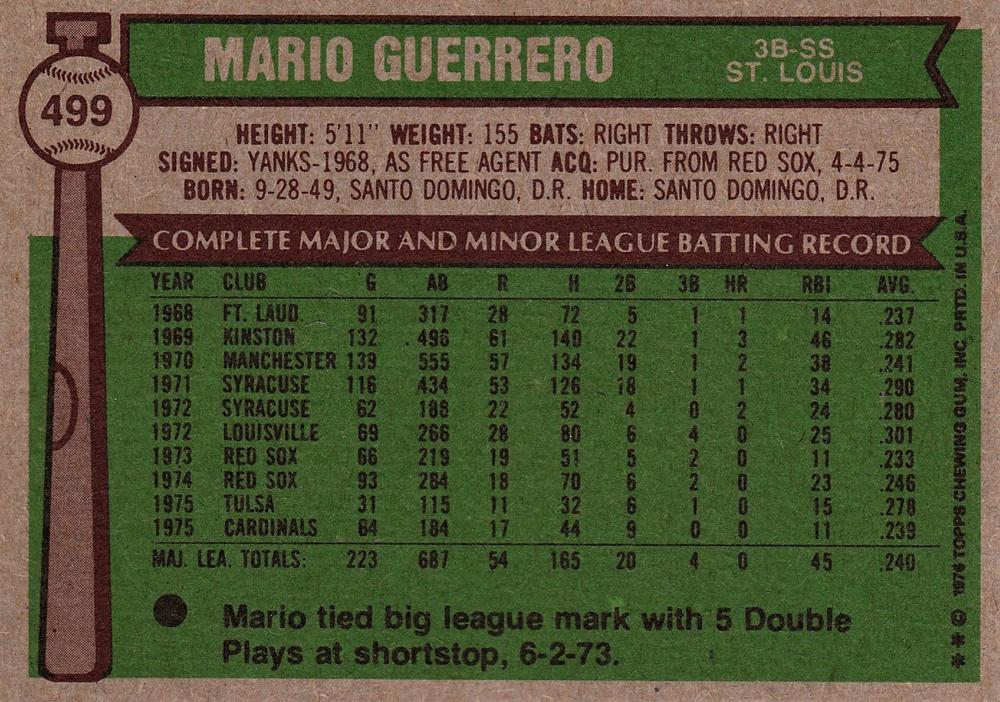 499
MARIO GUERRERO
3B-SS
ST. LOUIS
HEIGHT: 5'11" WEIGHT: 155 BATS: RIGHT THROWS: RIGHT
SIGNED: YANKS-1968, AS FREE AGENT ACQ: PUR. FROM RED SOX, 4-4-75
BORN: 9-28-49, SANTO DOMINGO, D.R. HOME: SANTO DOMINGO, D.R.
COMPLETE MAJOR AND MINOR LEAGUE BATTING RECORD
YEAR CLUB G AB R H 2B 3B HR RBI AVG.
1968 FT. LAUD. 91 317 28 72 5 1 1 14 .237
1969 KINSTON 132 496 61 140 22 1 3 46 .282
1970 MANCHESTER 139 555 57 134 19 1 2 38 .241
1971 SYRACUSE 116 434 53 126 18 1 1 34 .290
1972 SYRACUSE 62 186 22 52 4 0 2 24 .280
1972 LOUISVILLE 69 266 28 80 6 4 0 25 .301
1973 RED SOX 66 219 19 51 5 2 0 11 .233
1974 RED SOX 93 284 18 70 6 2 0 23 .246
1975 TULSA 31 115 11 32 6 1 0 15 .278
1975 CARDINALS 64 184 17 44 9 0 0 11 .239
MAJ. LEA. TOTALS: 223 687 54 165 20 4 0 45 .240
Mario tied big league mark with 5 Double
Plays at shortstop, 6-2-73.
* * © 1976 TOPPS CHEWING GUM, INC. PRTD. IN U.S.A.